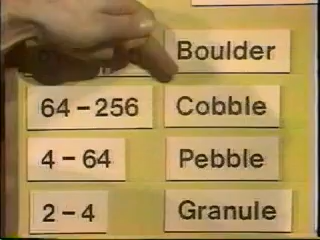 Boulder
64 – 256 Cobble
4 – 64 Pebble
2 – 4 Granule